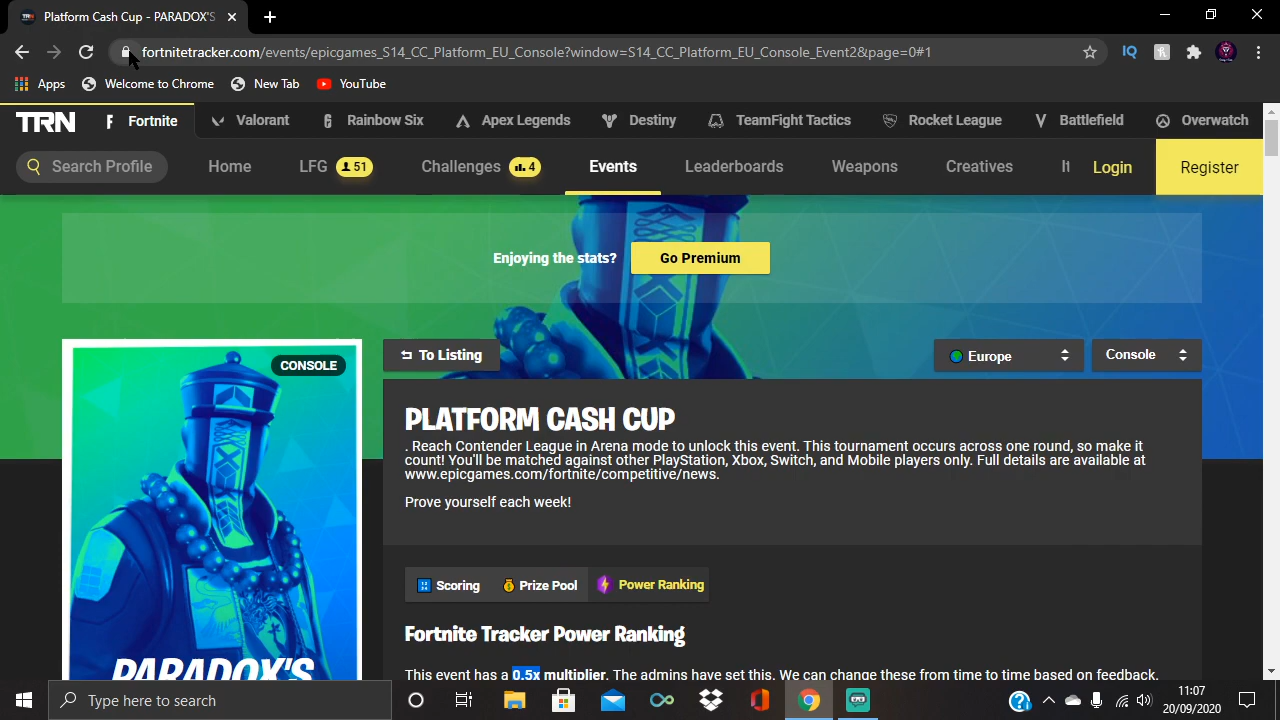 Platform Cash Cup - PARADOX'S
fortnitetracker.com/events/epicgames_S14_CC_Platform_EU_Console?window=S14_CC_Platform_EU_Console_Event2&page=0#1
IQ
Apps
Welcome to Chrome
New Tab
YouTube
TRN
Fortnite
Valorant
Rainbow Six
Apex Legends
Destiny
TeamFight Tactics
Rocket League
Battlefield
Overwatch
Search Profile
Home
LFG 51
Challenges 4
Events
Leaderboards
Weapons
Creatives
It
Login
Register
Enjoying the stats?
Go Premium
CONSOLE
To Listing
Europe
Console
PLATFORM CASH CUP
. Reach Contender League in Arena mode to unlock this event. This tournament occurs across one round, so make it
count! You'll be matched against other PlayStation, Xbox, Switch, and Mobile players only. Full details are available at
www.epicgames.com/fortnite/competitive/news.
Prove yourself each week!
Scoring
Prize Pool
Power Ranking
Fortnite Tracker Power Ranking
PARADOX'S
This event has a 0.5x multiplier. The admins have set this. We can change these from time to time based on feedback.
Type here to search
11:07
20/09/2020